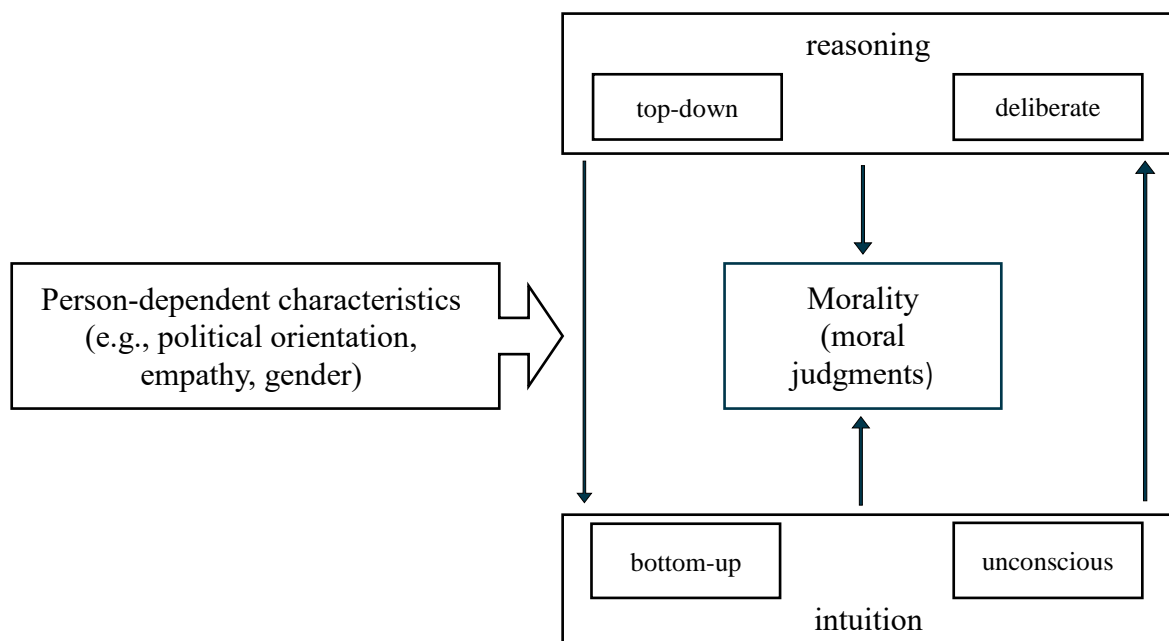 reasoning
top-down
deliberate
Person-dependent characteristics
(e.g., political orientation,
empathy, gender)
Morality
(moral
judgments)
bottom-up
unconscious
intuition